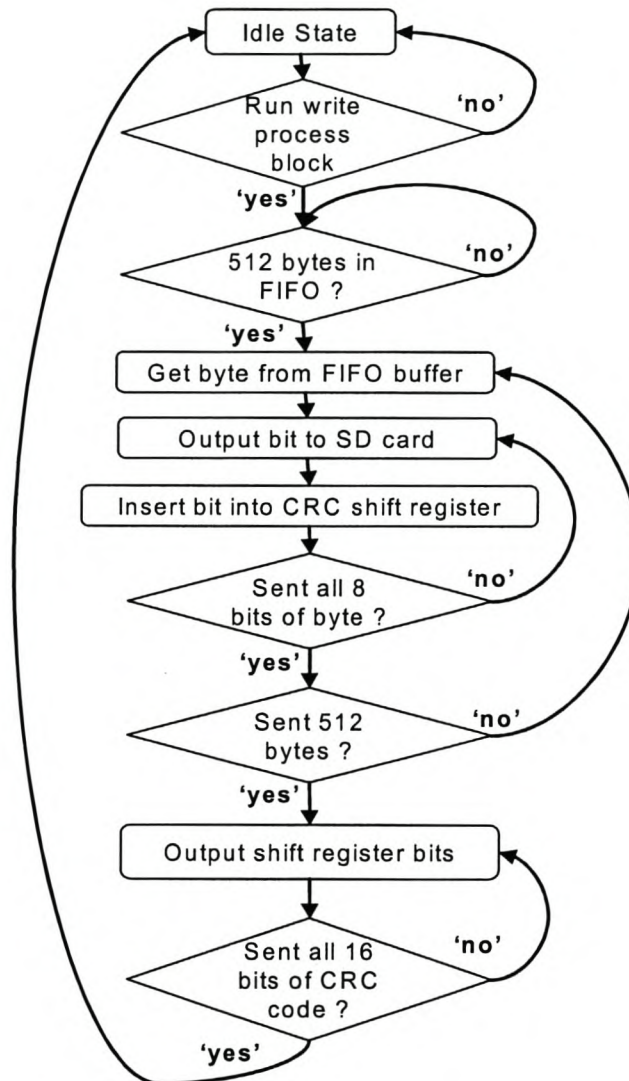 Idle State
Run write
process
block
‘no’
‘yes’
512 bytes in
FIFO ?
‘no’
‘yes’
Get byte from FIFO buffer
Output bit to SD card
Insert bit into CRC shift register
Sent all 8
bits of byte ?
‘no’
‘yes’
Sent 512
bytes ?
‘no’
‘yes’
Output shift register bits
Sent all 16
bits of CRC
code ?
‘no’
‘yes’